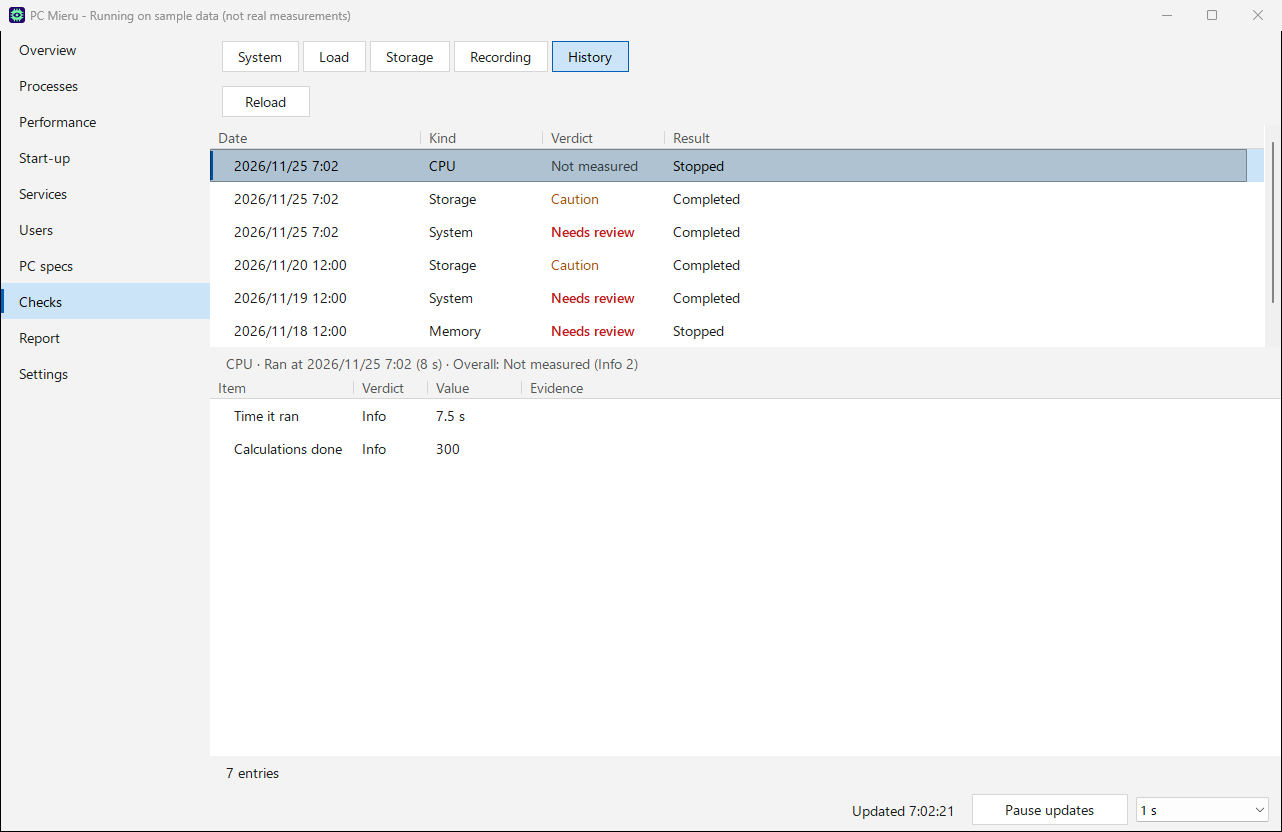 PC Mieru - Running on sample data (not real measurements)
Overview
Processes
Performance
Start-up
Services
Users
PC specs
Checks
Report
Settings
System Load Storage Recording History
Reload
Date Kind Verdict Result
2026/11/25 7:02 CPU Not measured Stopped
2026/11/25 7:02 Storage Caution Completed
2026/11/25 7:02 System Needs review Completed
2026/11/20 12:00 Storage Caution Completed
2026/11/19 12:00 System Needs review Completed
2026/11/18 12:00 Memory Needs review Stopped
CPU · Ran at 2026/11/25 7:02 (8 s) · Overall: Not measured (Info 2)
Item Verdict Value Evidence
Time it ran Info 7.5 s
Calculations done Info 300
7 entries
Updated 7:02:21 Pause updates 1 s